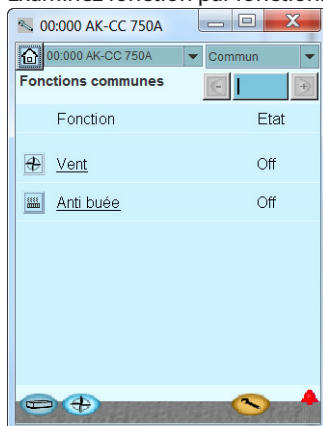 00:000 AK-CC 750A
00:000 AK-CC 750A Commun
Fonctions communes
Fonction Etat
Vent Off
Anti buée Off